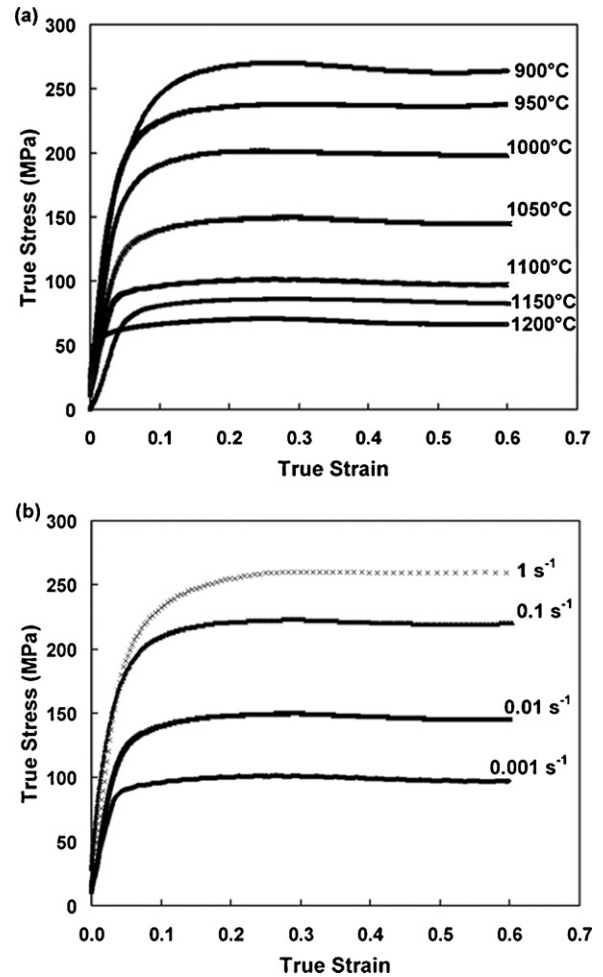 (a)
300
250
200
150
100
50
0
True Stress (MPa)
900°C
950°C
1000°C
1050°C
1100°C
1150°C
1200°C
0 0.1 0.2 0.3 0.4 0.5 0.6 0.7
True Strain
(b)
300
250
200
150
100
50
0
True Stress (MPa)
1 s-1
0.1 s-1
0.01 s-1
0.001 s-1
0.0 0.1 0.2 0.3 0.4 0.5 0.6 0.7
True Strain